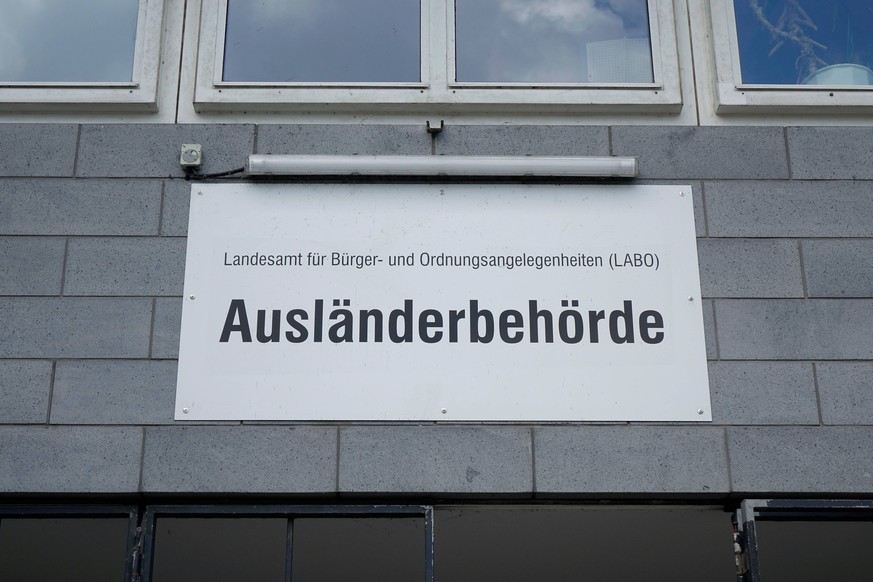 Landesamt für Bürger- und Ordnungsangelegenheiten (LABO)
Ausländerbehörde